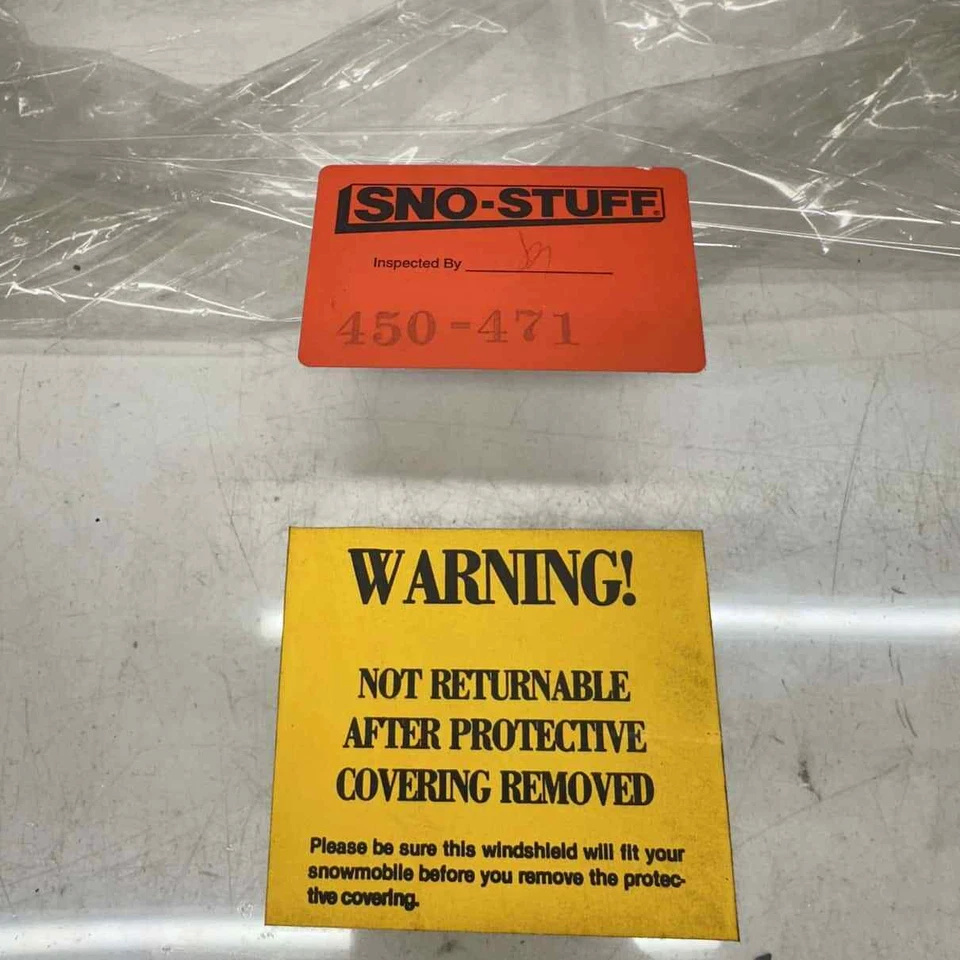 SNO-STUFF®
Inspected By
450-471
WARNING!
NOT RETURNABLE
AFTER PROTECTIVE
COVERING REMOVED
Please be sure this windshield will fit your
snowmobile before you remove the protec-
tive covering.